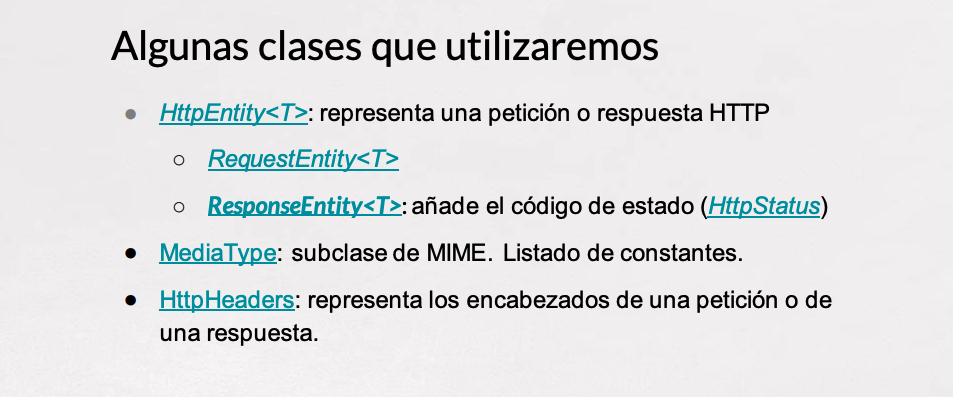 Algunas clases que utilizaremos
● HttpEntity<T>: representa una petición o respuesta HTTP
○ RequestEntity<T>
○ ResponseEntity<T>: añade el código de estado (HttpStatus)
● MediaType: subclase de MIME. Listado de constantes.
● HttpHeaders: representa los encabezados de una petición o de
una respuesta.